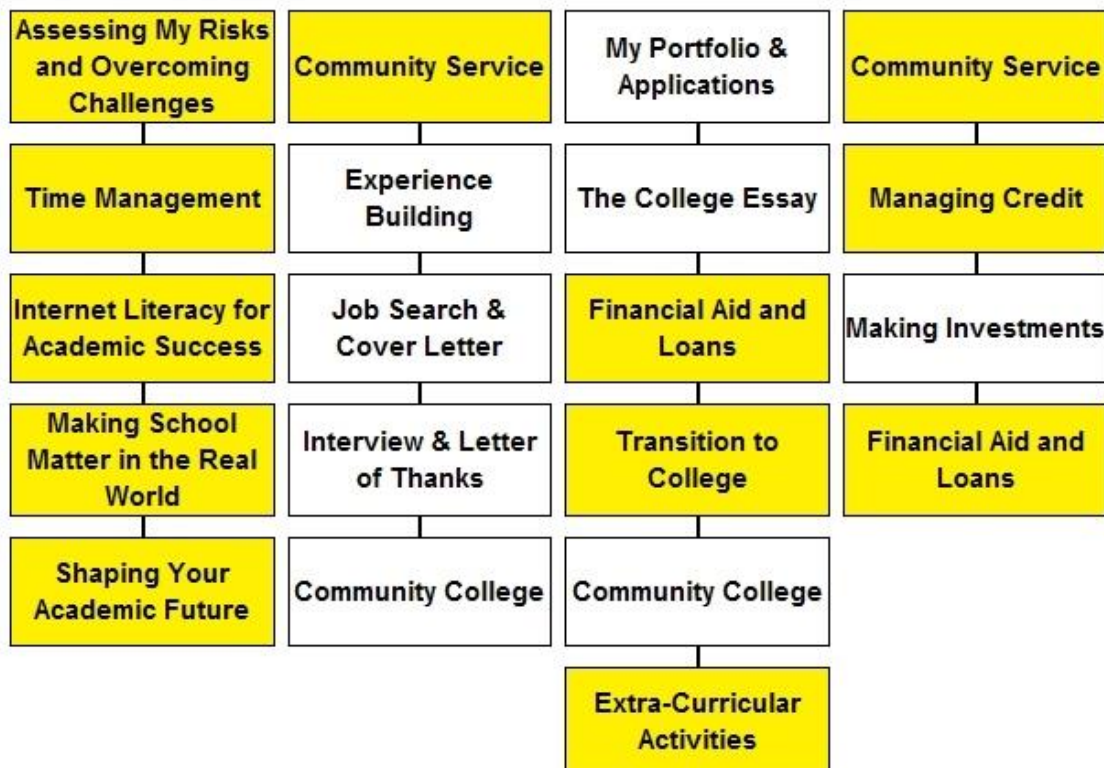 Assessing My Risks
and Overcoming
Challenges
Time Management
Internet Literacy for
Academic Success
Making School
Matter in the Real
World
Shaping Your
Academic Future
Community Service
Experience
Building
Job Search &
Cover Letter
Interview & Letter
of Thanks
Community College
My Portfolio &
Applications
The College Essay
Financial Aid and
Loans
Transition to
College
Community College
Extra-Curricular
Activities
Community Service
Managing Credit
Making Investments
Financial Aid and
Loans